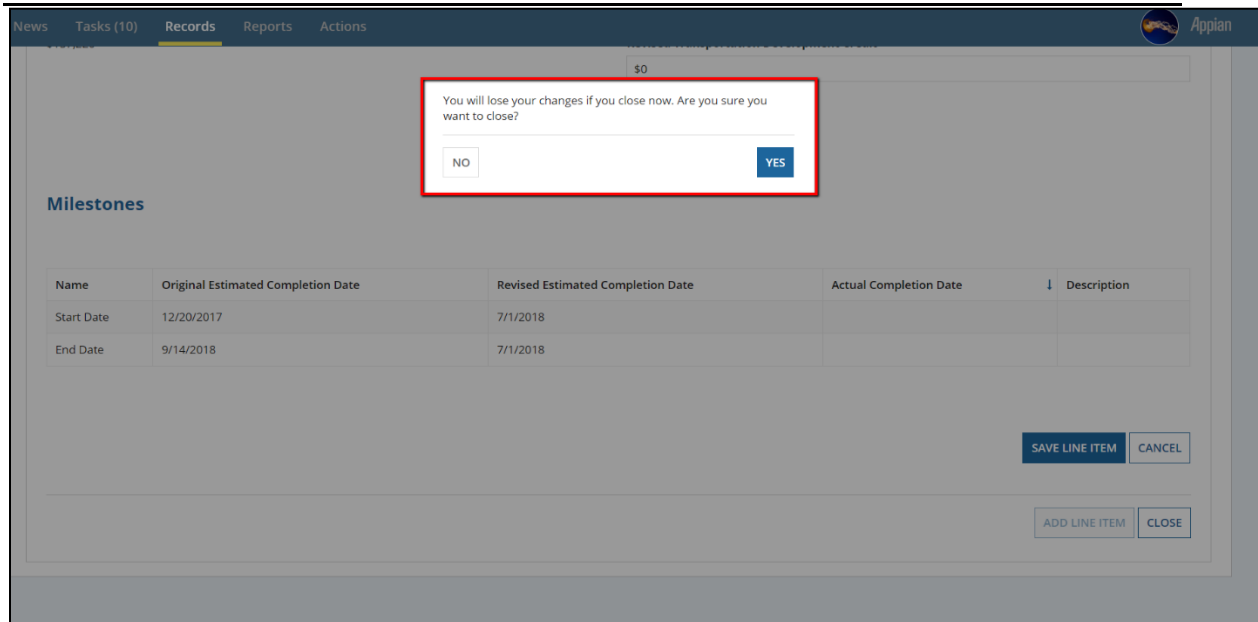 News Tasks (10) Records Reports Actions Appian
$0
You will lose your changes if you close now. Are you sure you
want to close?
NO YES
Milestones
Name Original Estimated Completion Date Revised Estimated Completion Date Actual Completion Date ↓ Description
Start Date 12/20/2017 7/1/2018
End Date 9/14/2018 7/1/2018
SAVE LINE ITEM CANCEL
ADD LINE ITEM CLOSE